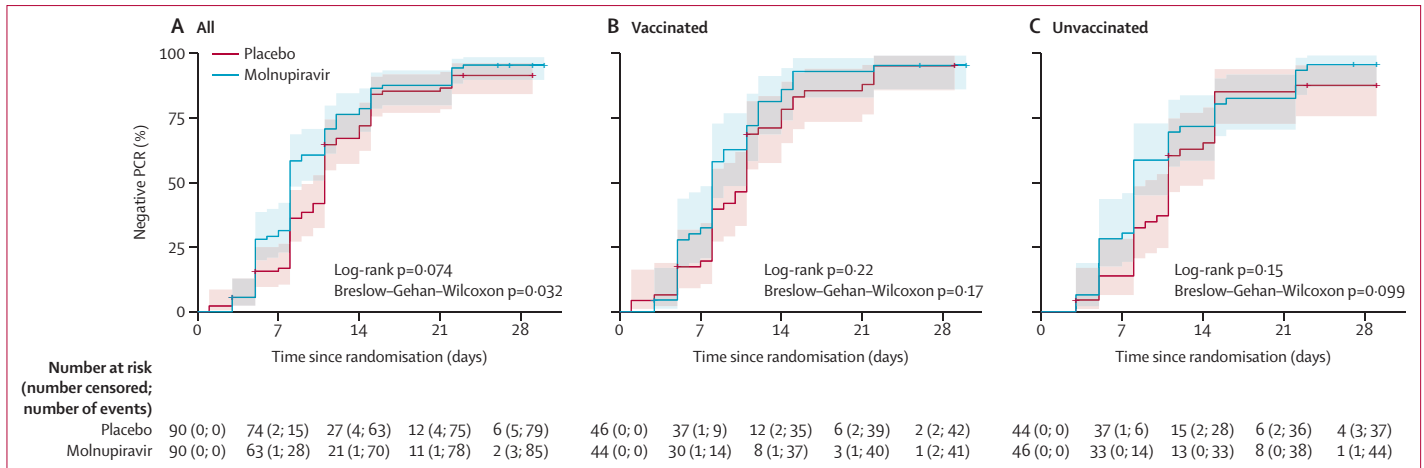 A All
Placebo
Molnupiravir
Negative PCR (%)
100
75
50
25
0
Log-rank p=0·074
Breslow–Gehan–Wilcoxon p=0·032
0 7 14 21 28
Time since randomisation (days)
B Vaccinated
Log-rank p=0·22
Breslow–Gehan–Wilcoxon p=0·17
0 7 14 21 28
Time since randomisation (days)
C Unvaccinated
Log-rank p=0·15
Breslow–Gehan–Wilcoxon p=0·099
0 7 14 21 28
Time since randomisation (days)
Number at risk
(number censored;
number of events)
Placebo 90 (0; 0) 74 (2; 15) 27 (4; 63) 12 (4; 75) 6 (5; 79) 46 (0; 0) 37 (1; 9) 12 (2; 35) 6 (2; 39) 2 (2; 42) 44 (0; 0) 37 (1; 6) 15 (2; 28) 6 (2; 36) 4 (3; 37)
Molnupiravir 90 (0; 0) 63 (1; 28) 21 (1; 70) 11 (1; 78) 2 (3; 85) 44 (0; 0) 30 (1; 14) 8 (1; 37) 3 (1; 40) 1 (2; 41) 46 (0; 0) 33 (0; 14) 13 (0; 33) 8 (0; 38) 1 (1; 44)